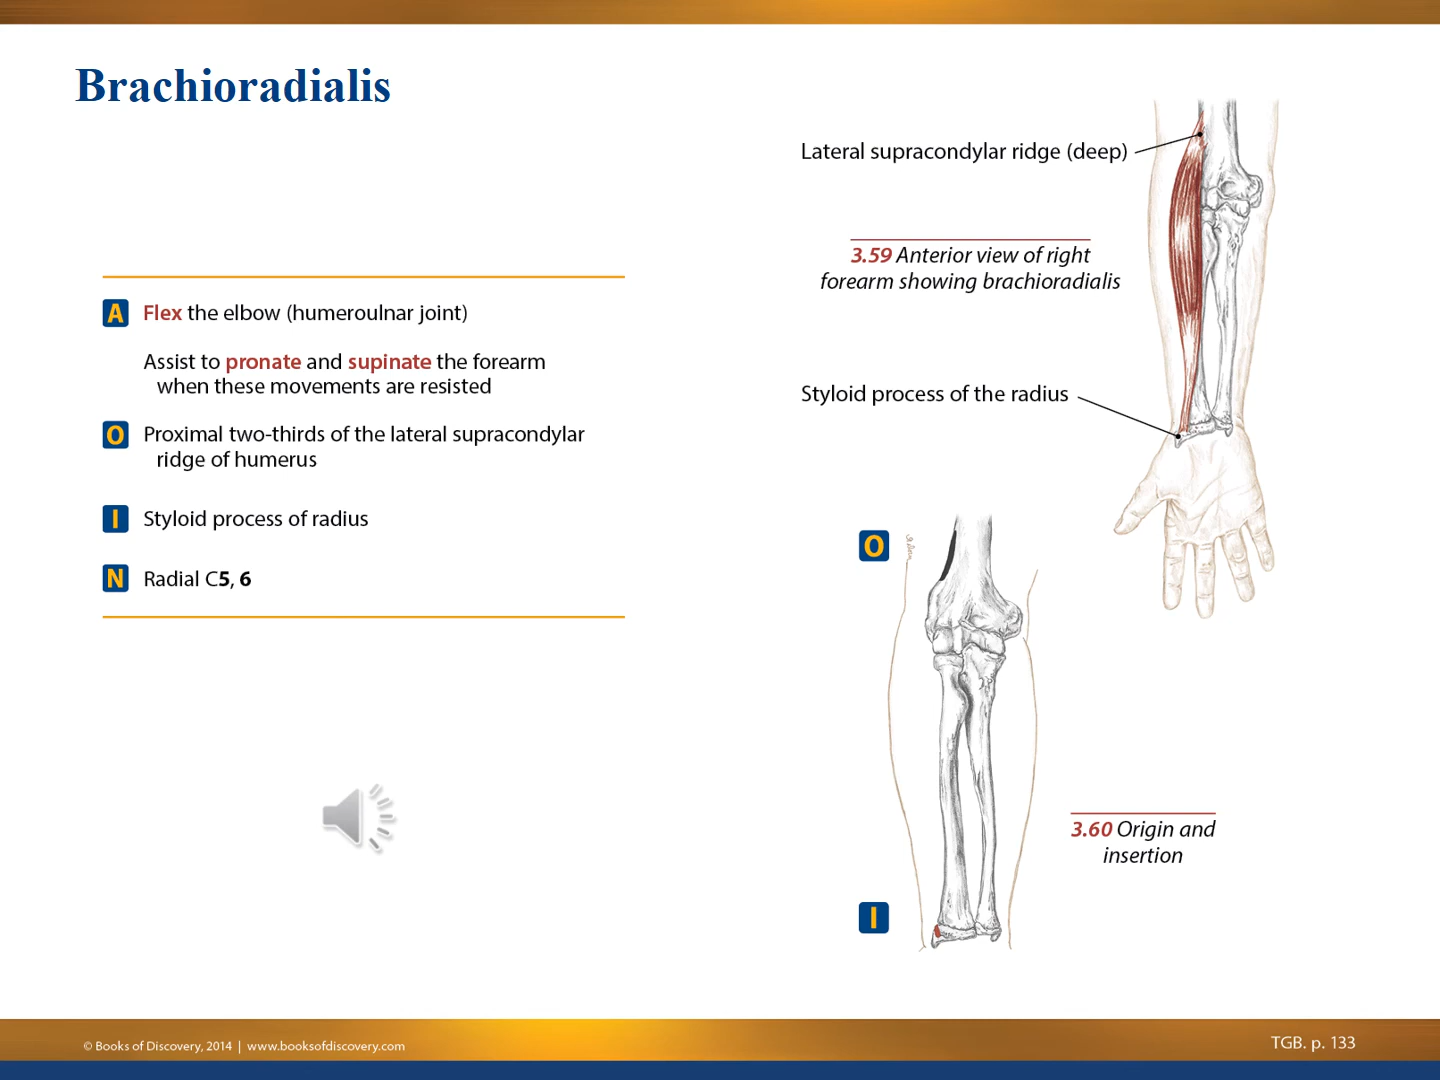 Brachioradialis
A Flex the elbow (humeroulnar joint)
Assist to pronate and supinate the forearm
when these movements are resisted
O Proximal two-thirds of the lateral supracondylar
ridge of humerus
I Styloid process of radius
N Radial C5, 6
Lateral supracondylar ridge (deep)
3.59 Anterior view of right
forearm showing brachioradialis
Styloid process of the radius
O
I
3.60 Origin and
insertion
© Books of Discovery, 2014 | www.booksofdiscovery.com
TGB. p. 133